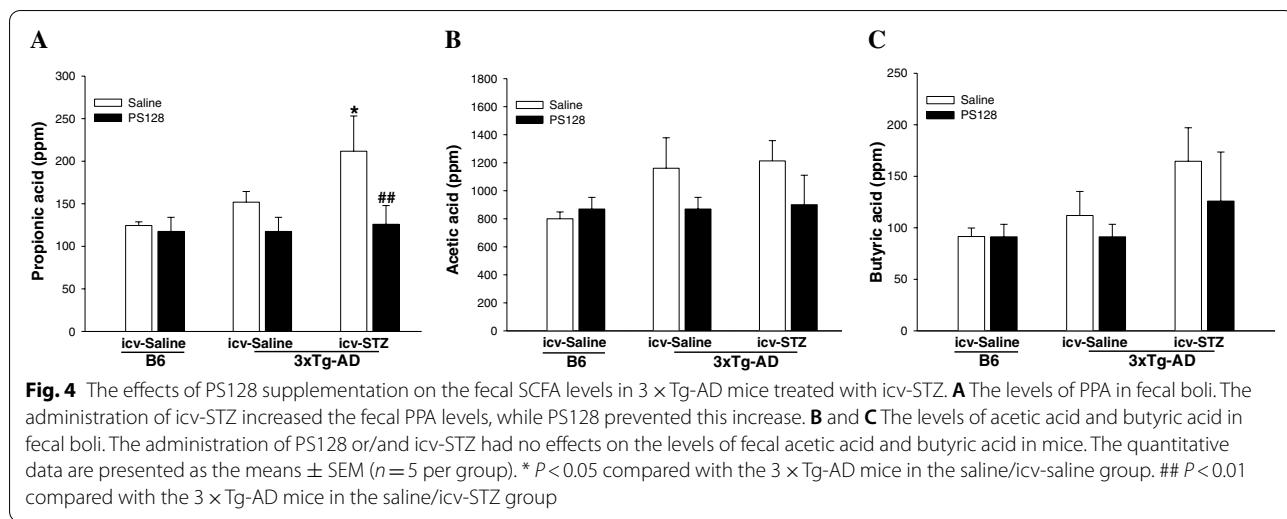 A
B
C
300
250
200
150
100
50
0
Propionic acid (ppm)
Saline
PS128
*
##
icv-Saline
icv-Saline
icv-STZ
B6
3xTg-AD
1800
1600
1400
1200
1000
800
600
400
200
0
Acetic acid (ppm)
Saline
PS128
icv-Saline
icv-Saline
icv-STZ
B6
3xTg-AD
250
200
150
100
50
0
Butyric acid (ppm)
Saline
PS128
icv-Saline
icv-Saline
icv-STZ
B6
3xTg-AD
Fig. 4 The effects of PS128 supplementation on the fecal SCFA levels in 3 × Tg-AD mice treated with icv-STZ. A The levels of PPA in fecal boli. The
administration of icv-STZ increased the fecal PPA levels, while PS128 prevented this increase. B and C The levels of acetic acid and butyric acid in
fecal boli. The administration of PS128 or/and icv-STZ had no effects on the levels of fecal acetic acid and butyric acid in mice. The quantitative
data are presented as the means ± SEM (n = 5 per group). * P < 0.05 compared with the 3 × Tg-AD mice in the saline/icv-saline group. ## P < 0.01
compared with the 3 × Tg-AD mice in the saline/icv-STZ group